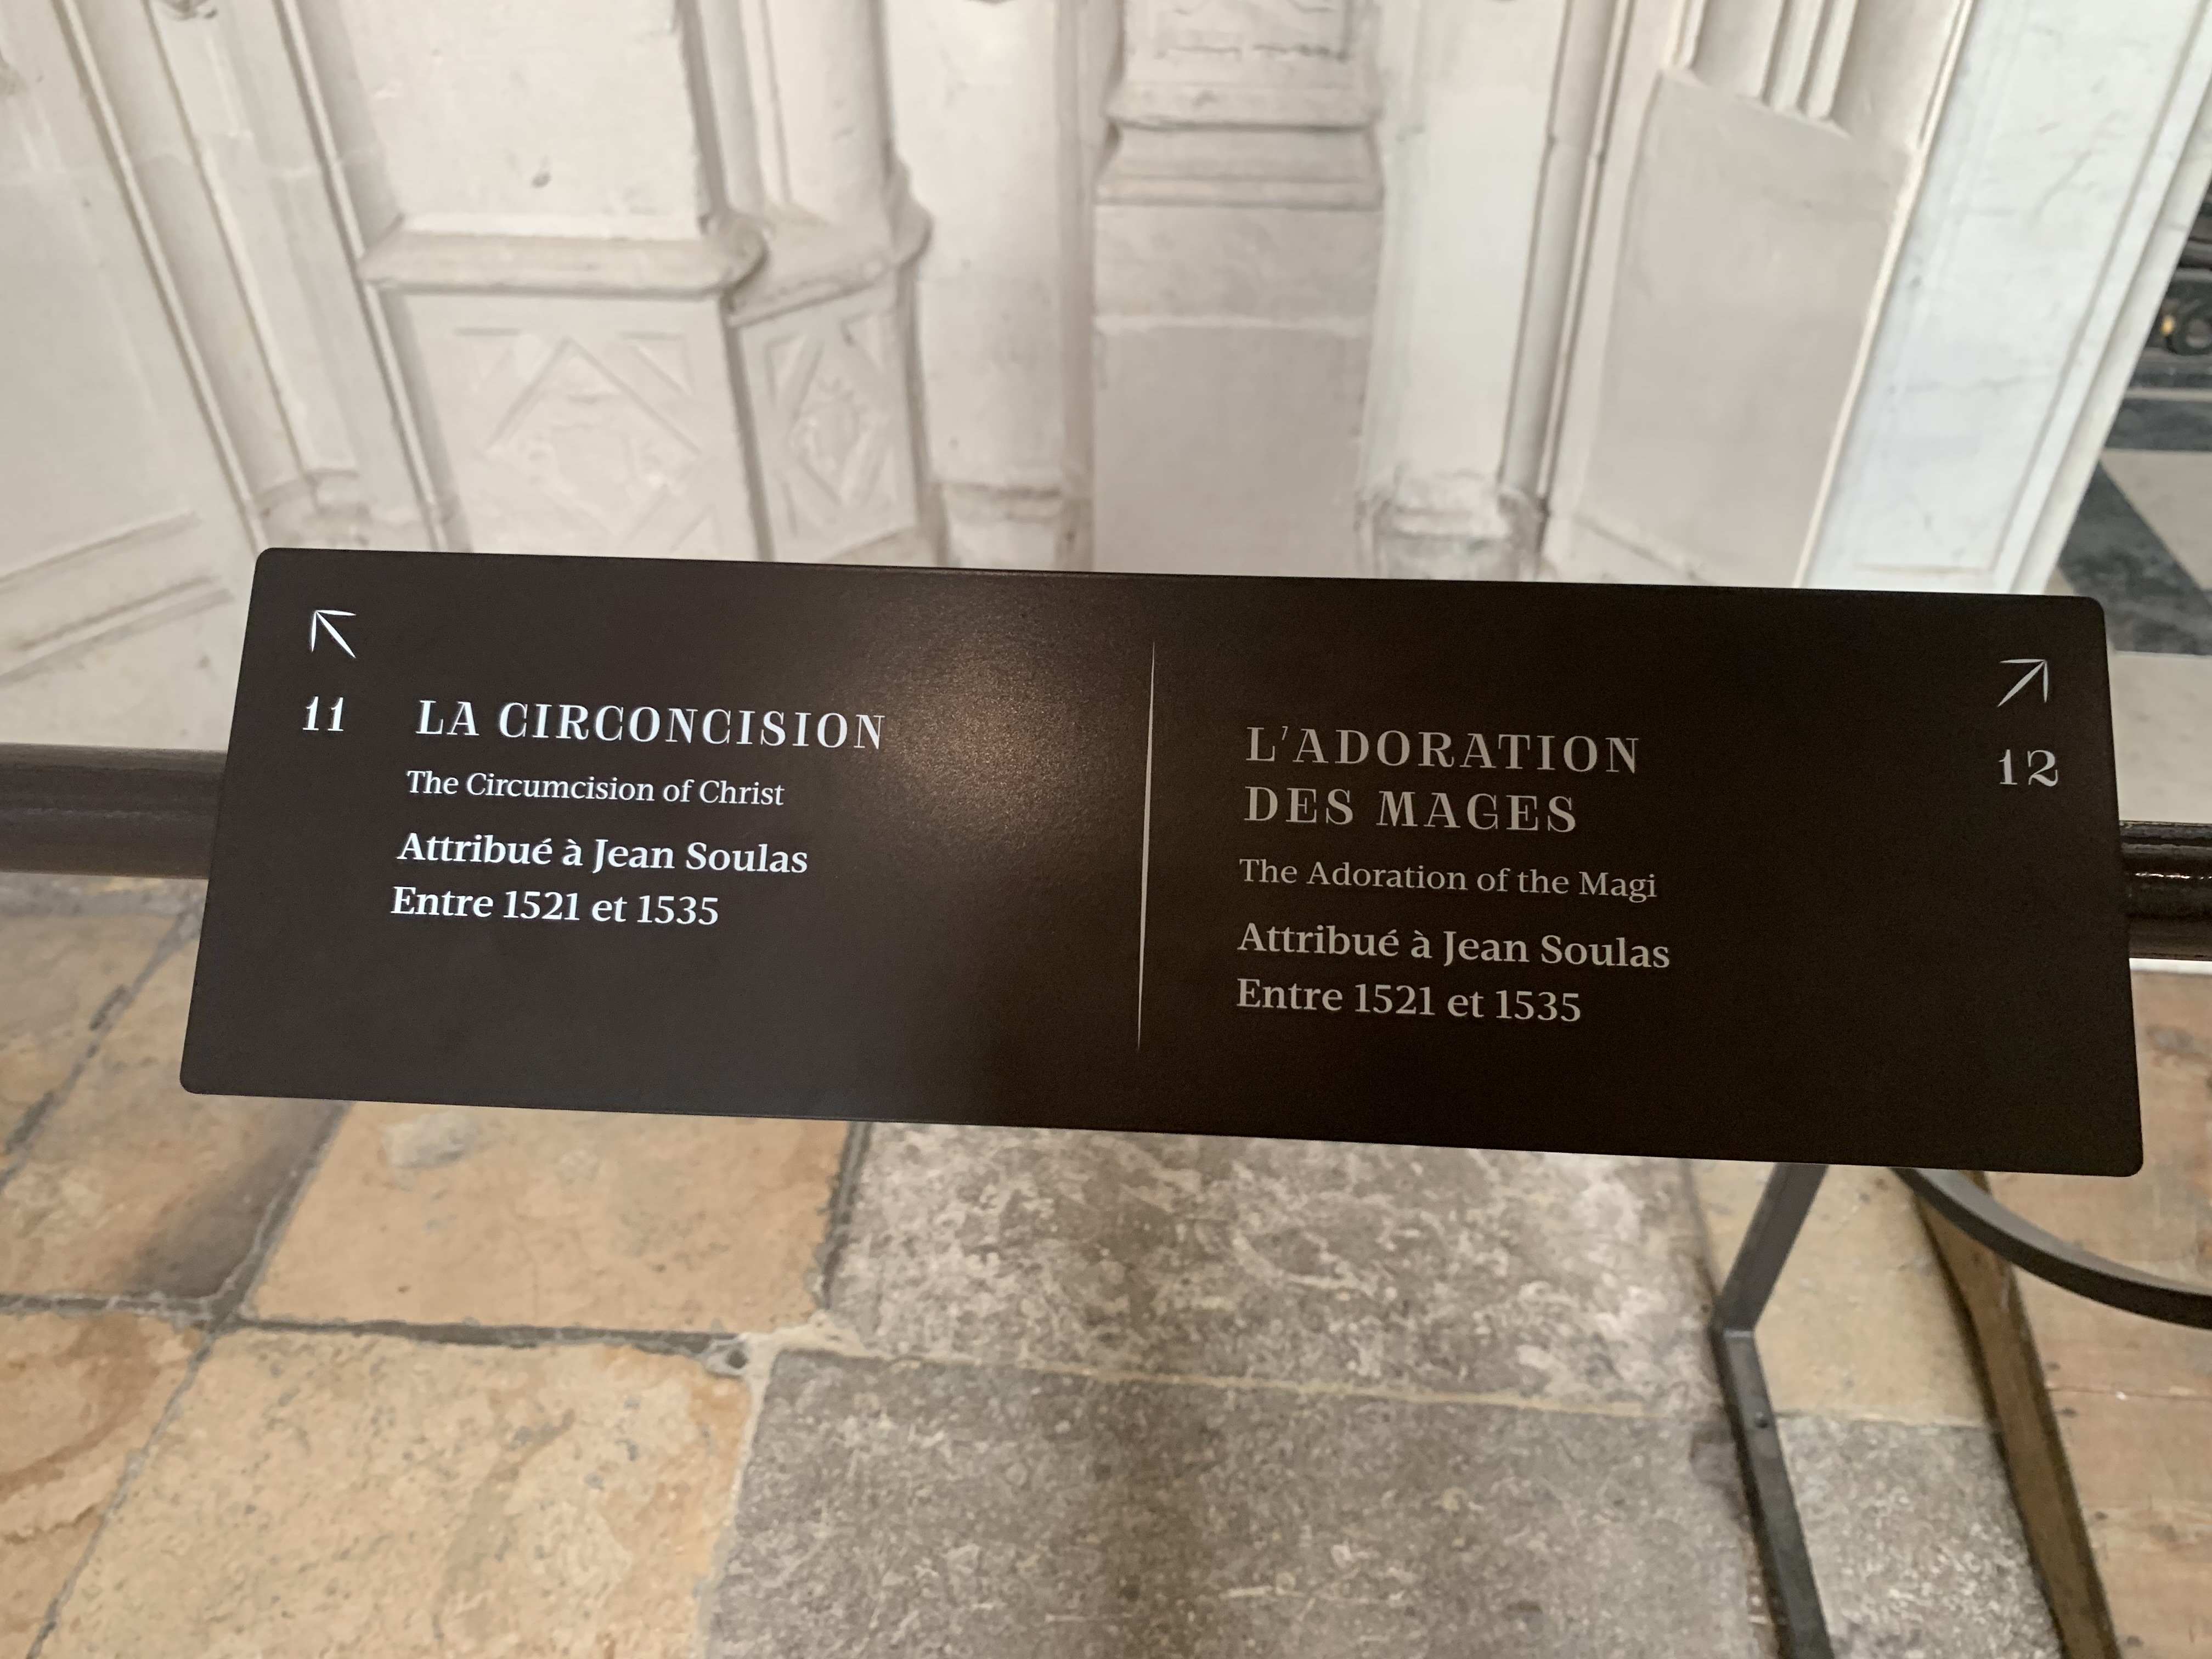 11 LA CIRCONCISION
The Circumcision of Christ
Attribué à Jean Soulas
Entre 1521 et 1535
L'ADORATION
DES MAGES
12
The Adoration of the Magi
Attribué à Jean Soulas
Entre 1521 et 1535